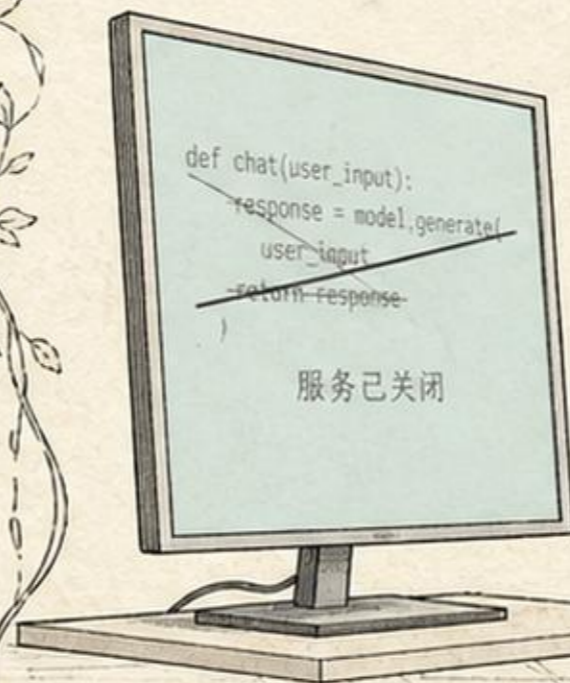 def chat(user_input):
response = model.generate(
user_input
return response
)
服务已关闭